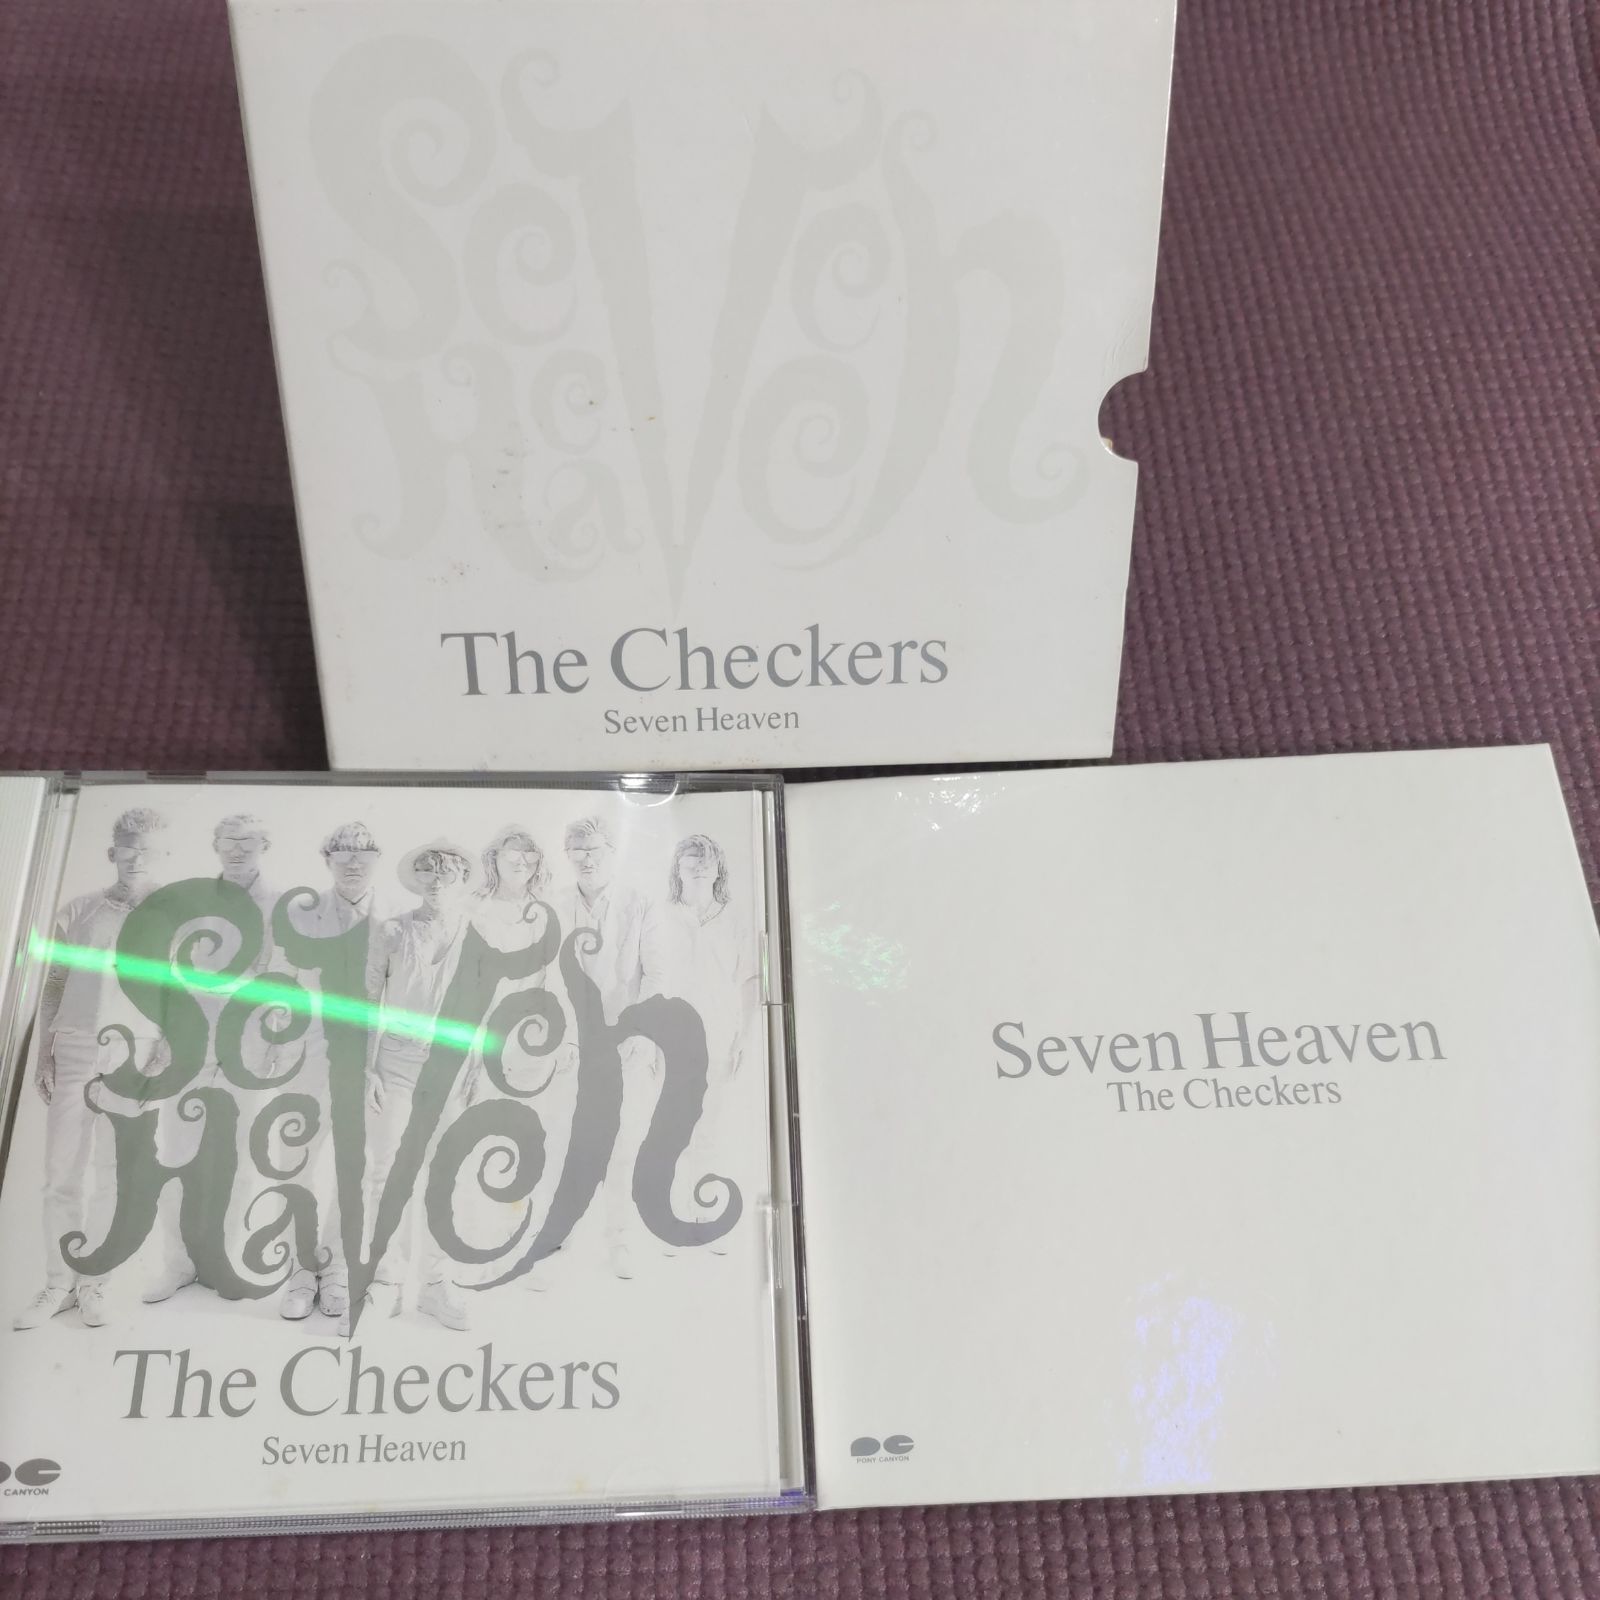 Seven
Heaven
The Checkers
Seven Heaven
Seven
Heaven
The Checkers
Seven Heaven
CANYON
Seven Heaven
The Checkers
PONY CANYON